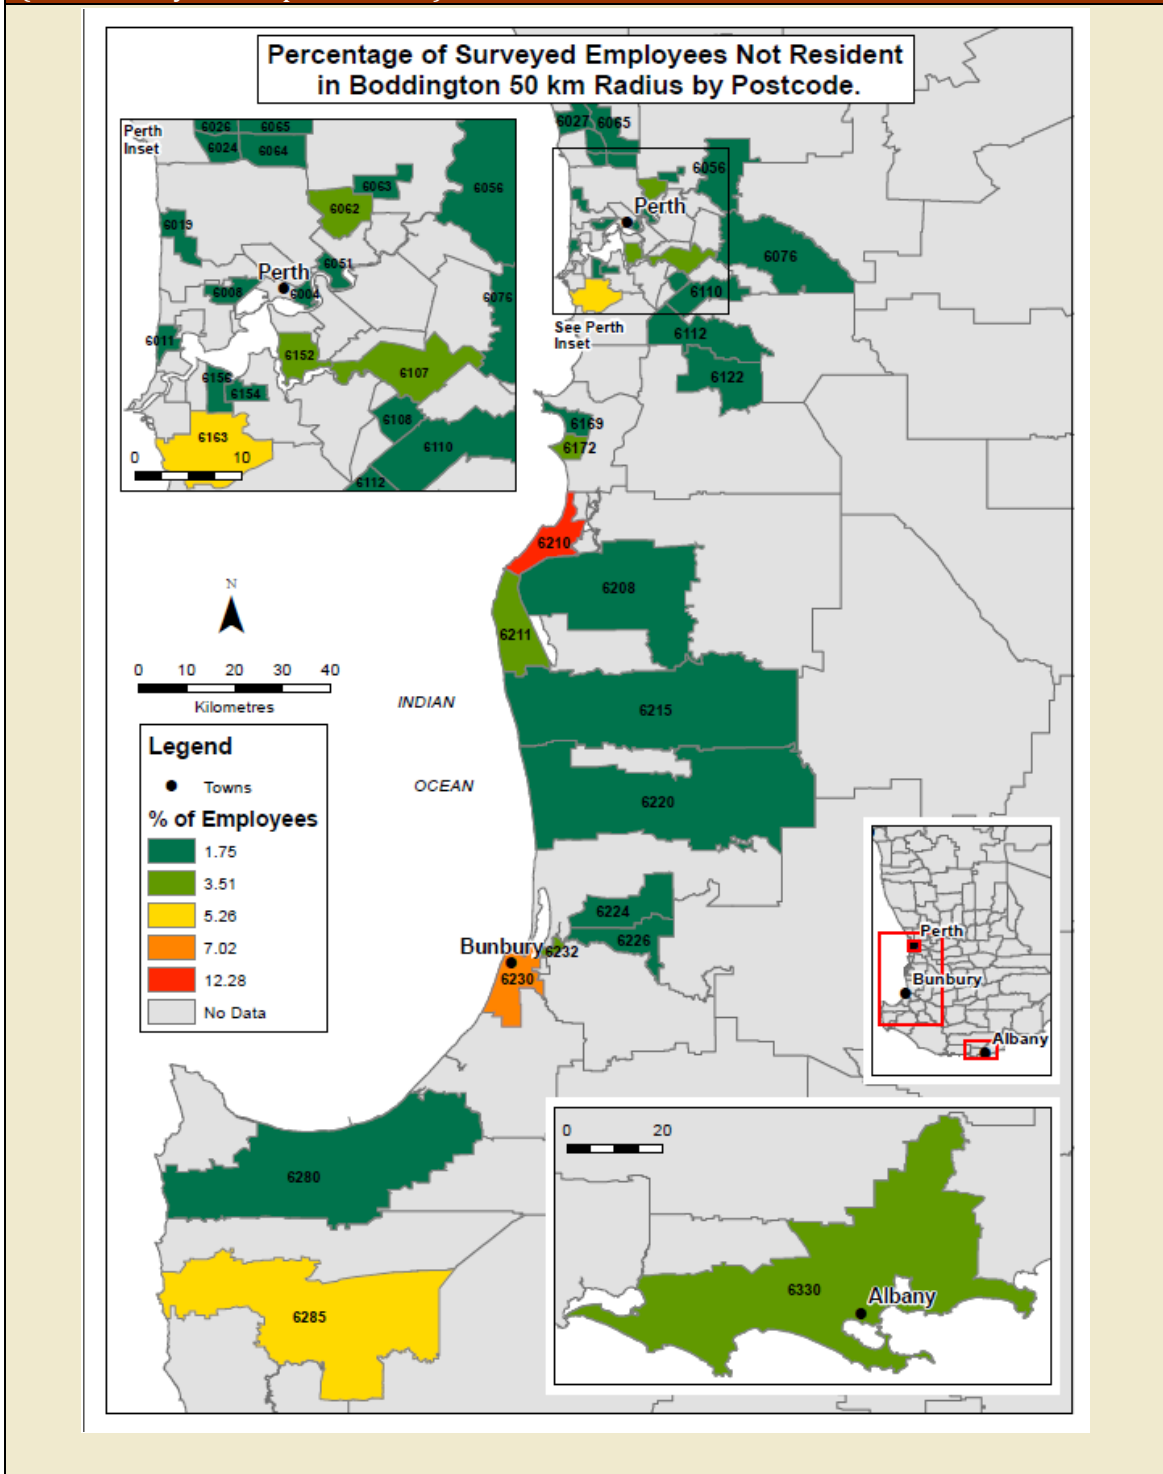 Percentage of Surveyed Employees Not Resident
in Boddington 50 km Radius by Postcode.
Perth
Inset
6026
6065
6024
6064
6063
6056
6062
6019
6051
Perth
6008
6004
6076
6011
6152
6107
6156
6154
6108
6163
6110
0
10
6112
6027
6065
6056
Perth
6076
6110
See Perth
Inset
6112
6122
6169
6172
6210
6208
6211
N
0
10
20
30
40
Kilometres
INDIAN
OCEAN
6215
6220
Legend
Towns
% of Employees
1.75
3.51
5.26
7.02
12.28
No Data
6224
6226
Bunbury
6232
6230
Perth
Bunbury
Albany
6280
6285
0
20
6330
Albany